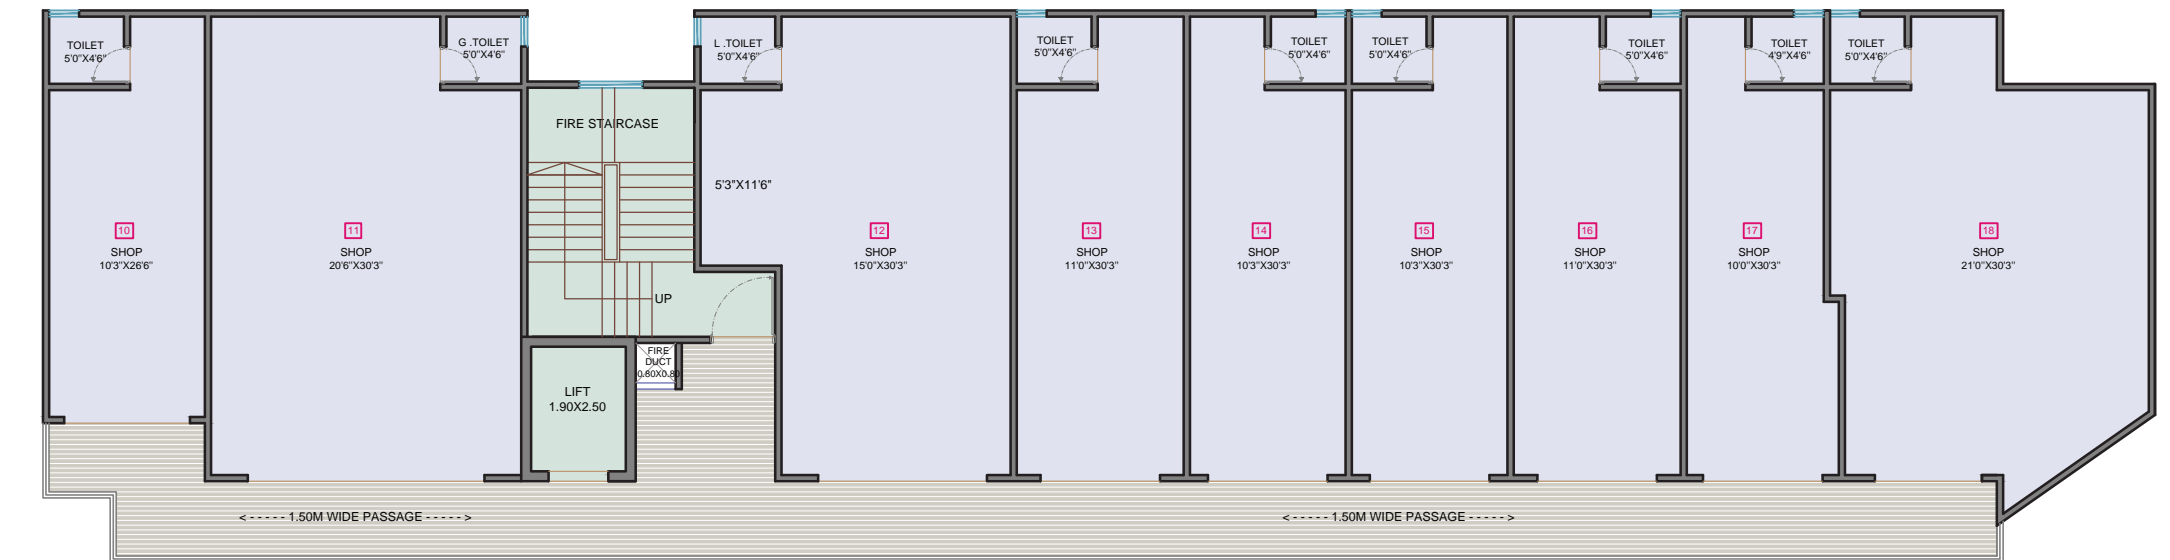 TOILET
5'0"X4'6"
G .TOILET
5'0"X4'6"
L .TOILET
5'0"X4'6"
TOILET
5'0"X4'6"
TOILET
5'0"X4'6"
TOILET
5'0"X4'6"
TOILET
5'0"X4'6"
TOILET
4'9"X4'6"
TOILET
5'0"X4'6"
FIRE STAIRCASE
5'3"X11'6"
10
SHOP
10'3"X26'6"
11
SHOP
20'6"X30'3"
12
SHOP
15'0"X30'3"
13
SHOP
11'0"X30'3"
14
SHOP
10'3"X30'3"
15
SHOP
10'3"X30'3"
16
SHOP
11'0"X30'3"
17
SHOP
10'0"X30'3"
18
SHOP
21'0"X30'3"
UP
FIRE
DUCT
0.80X0.80
LIFT
1.90X2.50
<----- 1.50M WIDE PASSAGE ----->
<----- 1.50M WIDE PASSAGE ----->